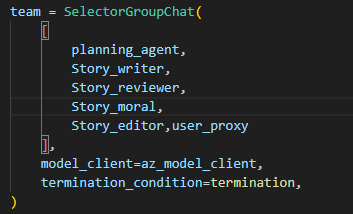 team = SelectorGroupChat(
[
planning_agent,
Story_writer,
Story_reviewer,
Story_moral,
Story_editor,user_proxy
],
model_client=az_model_client,
termination_condition=termination,
)